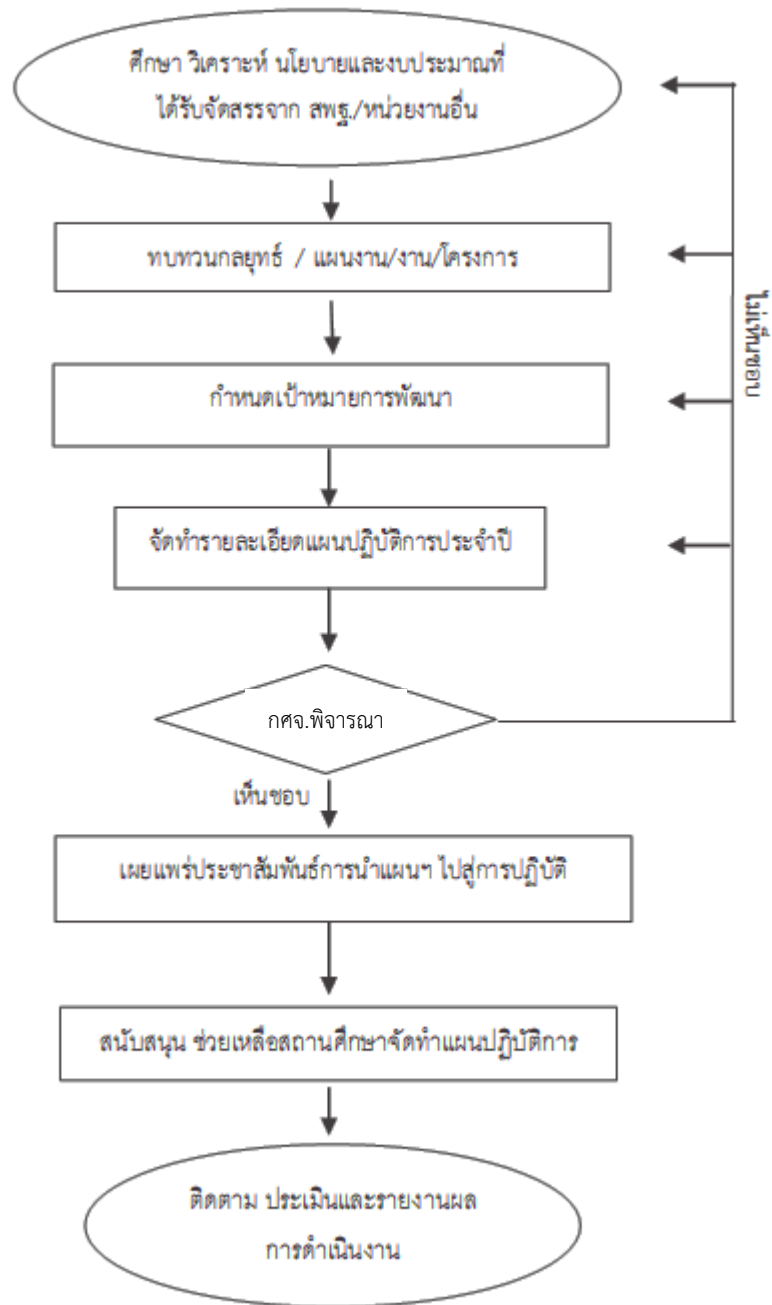 ศึกษา วิเคราะห์ นโยบายและงบประมาณที่
ได้รับจัดสรรจาก สพฐ./หน่วยงานอื่น
ทบทวนกลยุทธ์ / แผนงาน/งาน/โครงการ
ไม่เห็นชอบ
กำหนดเป้าหมายการพัฒนา
จัดทำรายละเอียดแผนปฏิบัติการประจำปี
กศจ.พิจารณา
เห็นชอบ
เผยแพร่ประชาสัมพันธ์การนำแผนฯ ไปสู่การปฏิบัติ
สนับสนุน ช่วยเหลือสถานศึกษาจัดทำแผนปฏิบัติการ
ติดตาม ประเมินและรายงานผล
การดำเนินงาน